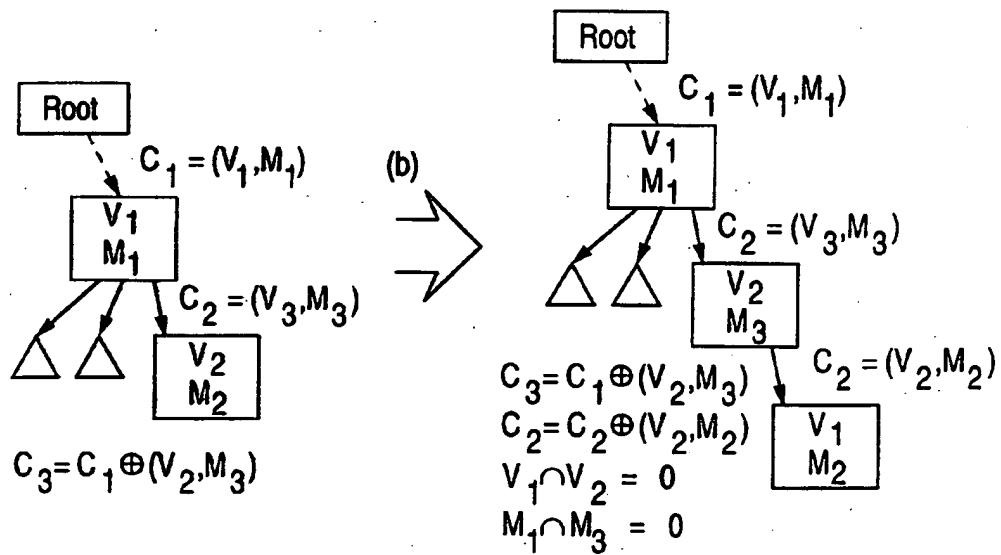 Root
C1 = (V1,M1)
V1
M1
C2 = (V3,M3)
V2
M2
C3= C1⊕(V2,M3)
(b)
Root
C1 = (V1,M1)
V1
M1
C2 = (V3,M3)
V2
M3
C2 = (V2,M2)
V1
M2
C3= C1⊕(V2,M3)
C2= C2⊕(V2,M2)
V1∩V2 = 0
M1∩M3 = 0